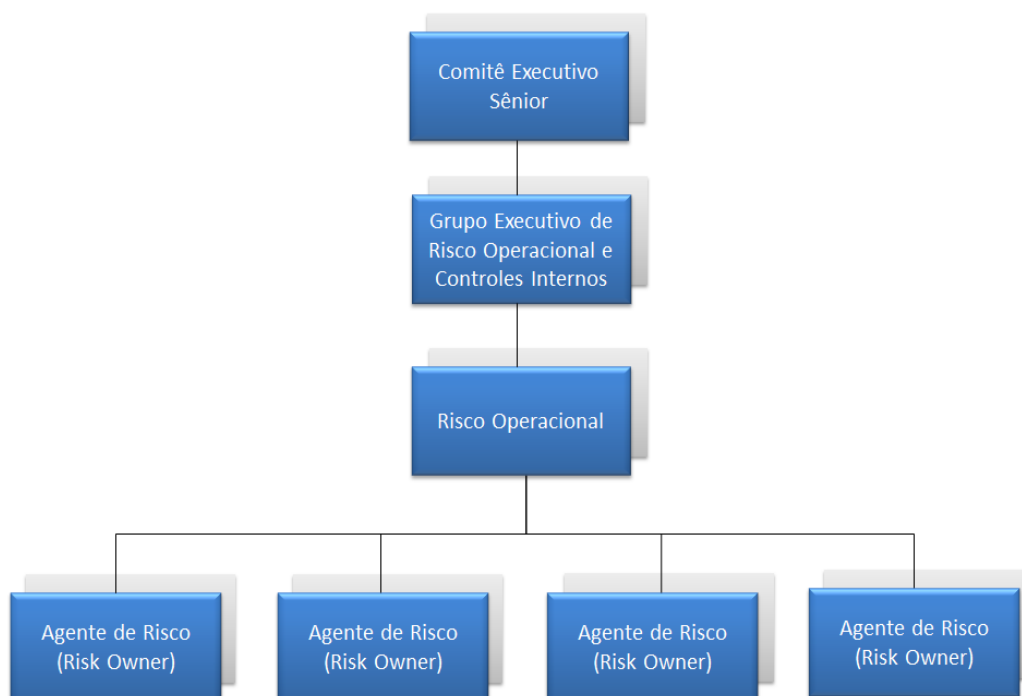 Comitê Executivo
Sênior
Grupo Executivo de
Risco Operacional e
Controles Internos
Risco Operacional
Agente de Risco
(Risk Owner)
Agente de Risco
(Risk Owner)
Agente de Risco
(Risk Owner)
Agente de Risco
(Risk Owner)